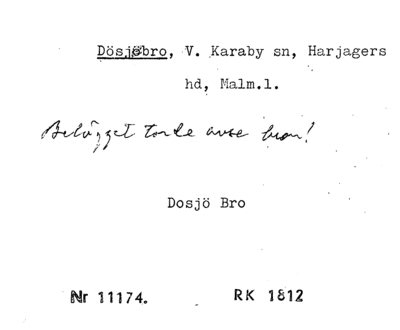 Dösjöbro, V. Karaby sn, Harjagers
hd, Malm.l.
Belägget torde avse bron!
Dosjö Bro
Nr 11174. RK 1812